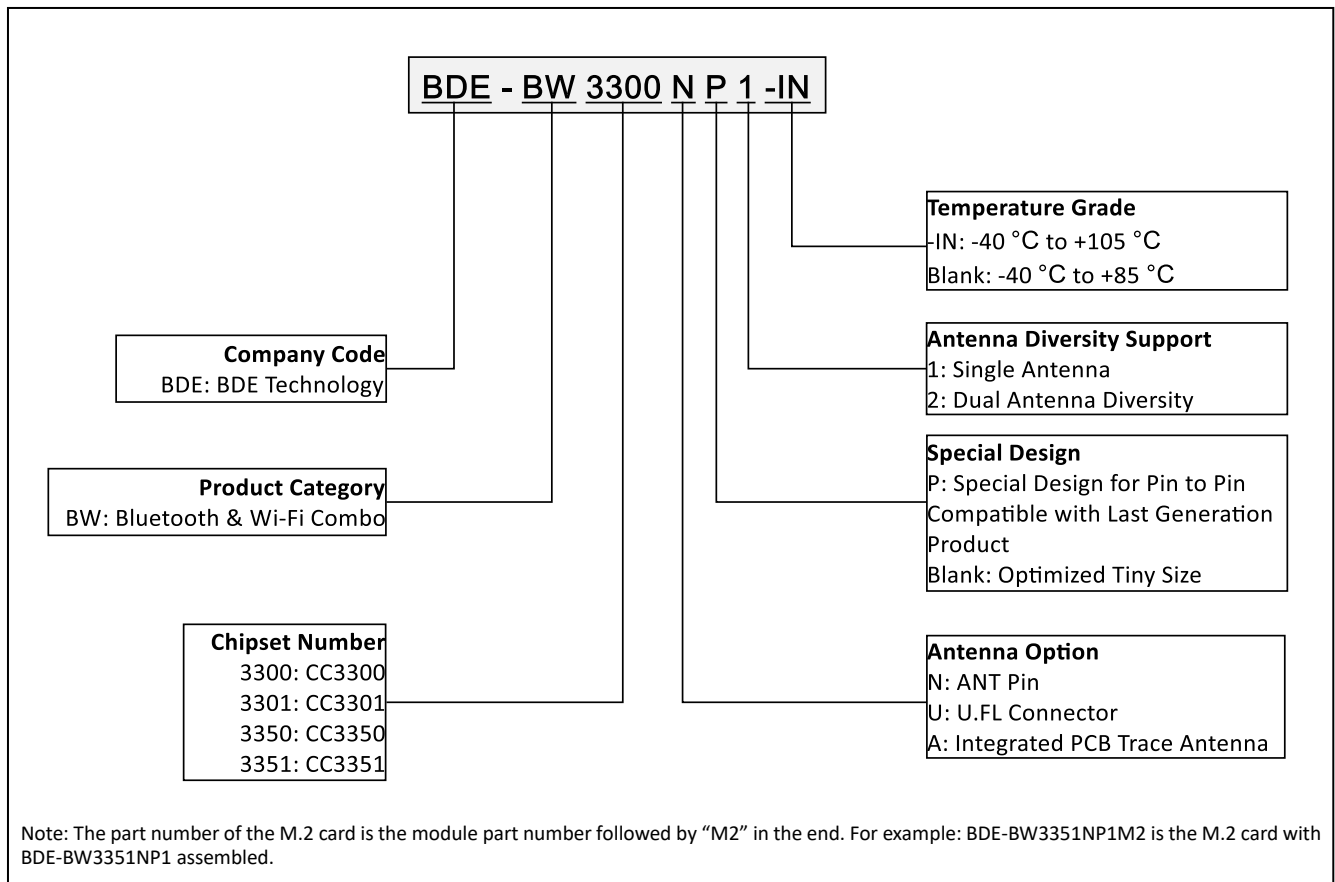 BDE - BW 3300 N P 1 -IN
Temperature Grade
-IN: -40 °C to +105 °C
Blank: -40 °C to +85 °C
Company Code
BDE: BDE Technology
Antenna Diversity Support
1: Single Antenna
2: Dual Antenna Diversity
Product Category
BW: Bluetooth & Wi-Fi Combo
Special Design
P: Special Design for Pin to Pin
Compatible with Last Generation
Product
Blank: Optimized Tiny Size
Chipset Number
3300: CC3300
3301: CC3301
3350: CC3350
3351: CC3351
Antenna Option
N: ANT Pin
U: U.FL Connector
A: Integrated PCB Trace Antenna
Note: The part number of the M.2 card is the module part number followed by “M2” in the end. For example: BDE-BW3351NP1M2 is the M.2 card with
BDE-BW3351NP1 assembled.